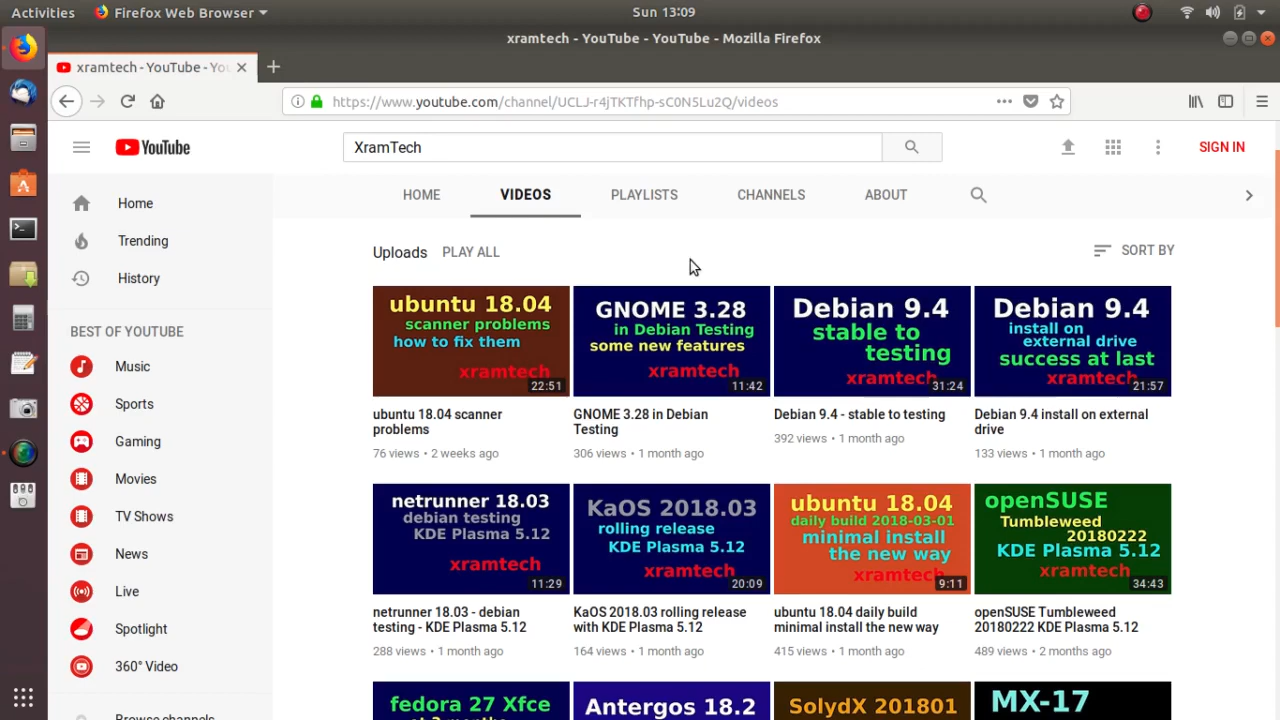 Activities Firefox Web Browser Sun 13:09
xramtech - YouTube - YouTube - Mozilla Firefox
xramtech - YouTube - You
https://www.youtube.com/channel/UCLJ-r4jTKTfhp-sC0N5Lu2Q/videos
YouTube XramTech SIGN IN
HOME VIDEOS PLAYLISTS CHANNELS ABOUT
Home
Trending
History
BEST OF YOUTUBE
Music
Sports
Gaming
Movies
TV Shows
News
Live
Spotlight
360° Video
Browse channels
Uploads PLAY ALL SORT BY
ubuntu 18.04
scanner problems
how to fix them
xramtech
22:51
ubuntu 18.04 scanner
problems
76 views • 2 weeks ago
GNOME 3.28
in Debian Testing
some new features
xramtech
11:42
GNOME 3.28 in Debian
Testing
306 views • 1 month ago
Debian 9.4
stable to
testing
xramtech
31:24
Debian 9.4 - stable to testing
392 views • 1 month ago
Debian 9.4
install on
external drive
success at last
xramtech
21:57
Debian 9.4 install on external
drive
133 views • 1 month ago
netrunner 18.03
debian testing
KDE Plasma 5.12
xramtech
11:29
netrunner 18.03 - debian
testing - KDE Plasma 5.12
288 views • 1 month ago
KaOS 2018.03
rolling release
KDE Plasma 5.12
xramtech
20:09
KaOS 2018.03 rolling release
with KDE Plasma 5.12
164 views • 1 month ago
ubuntu 18.04
daily build 2018-03-01
minimal install
the new way
xramtech
9:11
ubuntu 18.04 daily build
minimal install the new way
415 views • 1 month ago
openSUSE
Tumbleweed
20180222
KDE Plasma 5.12
xramtech
34:43
openSUSE Tumbleweed
20180222 KDE Plasma 5.12
489 views • 2 months ago
fedora 27 Xfce
Antergos 18.2
SolydX 201801
MX-17